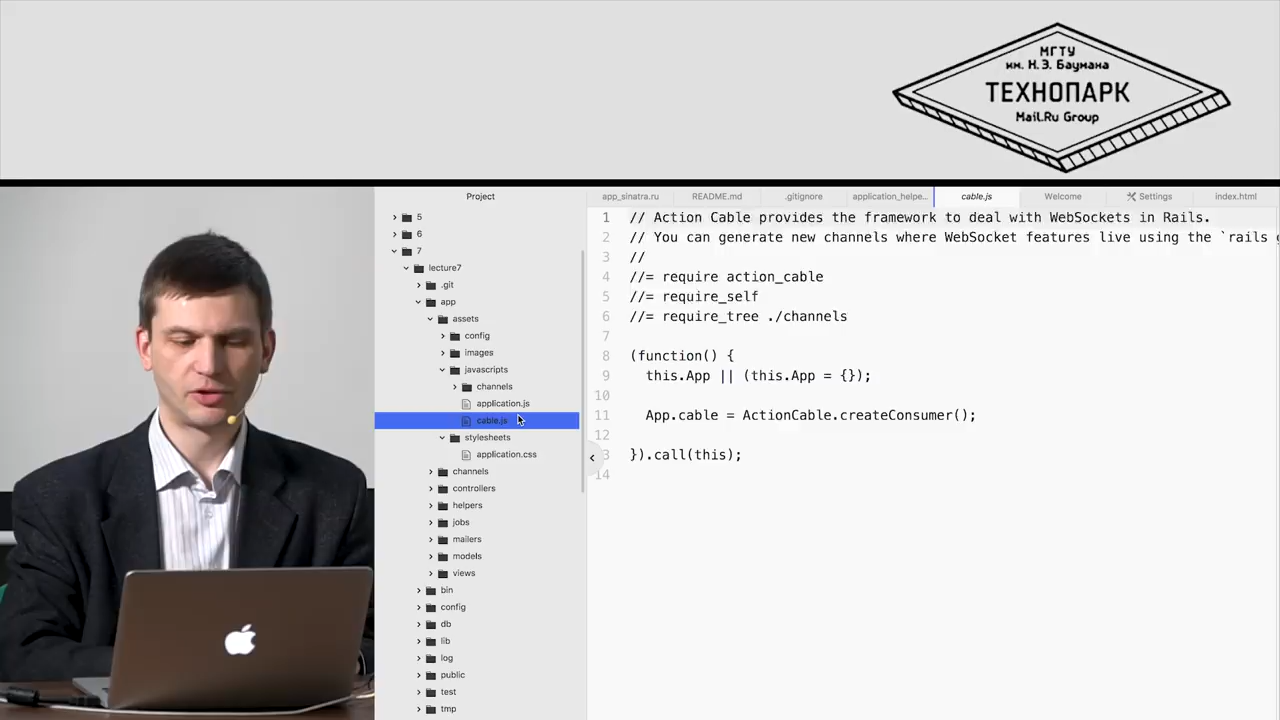 МГТУ
им. Н.Э. Баумана
ТЕХНОПАРК
Mail.Ru Group
Project
5
6
7
lecture7
.git
app
assets
config
images
javascripts
channels
application.js
cable.js
stylesheets
application.css
channels
controllers
helpers
jobs
mailers
models
views
bin
config
db
lib
log
public
test
tmp
app_sinatra.ru
README.md
.gitignore
application_helpe...
cable.js
Welcome
Settings
index.html
1 // Action Cable provides the framework to deal with WebSockets in Rails.
2 // You can generate new channels where WebSocket features live using the `rails g
3 //
4 //= require action_cable
5 //= require_self
6 //= require_tree ./channels
7
8 (function() {
9 this.App || (this.App = {});
10
11 App.cable = ActionCable.createConsumer();
12
3 }).call(this);
14